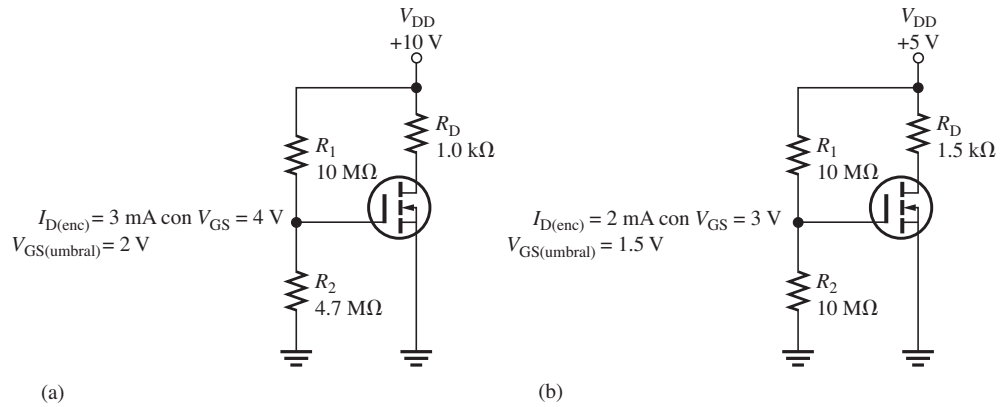 V_DD
+10 V
R_D
1.0 kΩ
R_1
10 MΩ
I_D(enc) = 3 mA con V_GS = 4 V
V_GS(umbral) = 2 V
R_2
4.7 MΩ
(a)
V_DD
+5 V
R_D
1.5 kΩ
R_1
10 MΩ
I_D(enc) = 2 mA con V_GS = 3 V
V_GS(umbral) = 1.5 V
R_2
10 MΩ
(b)